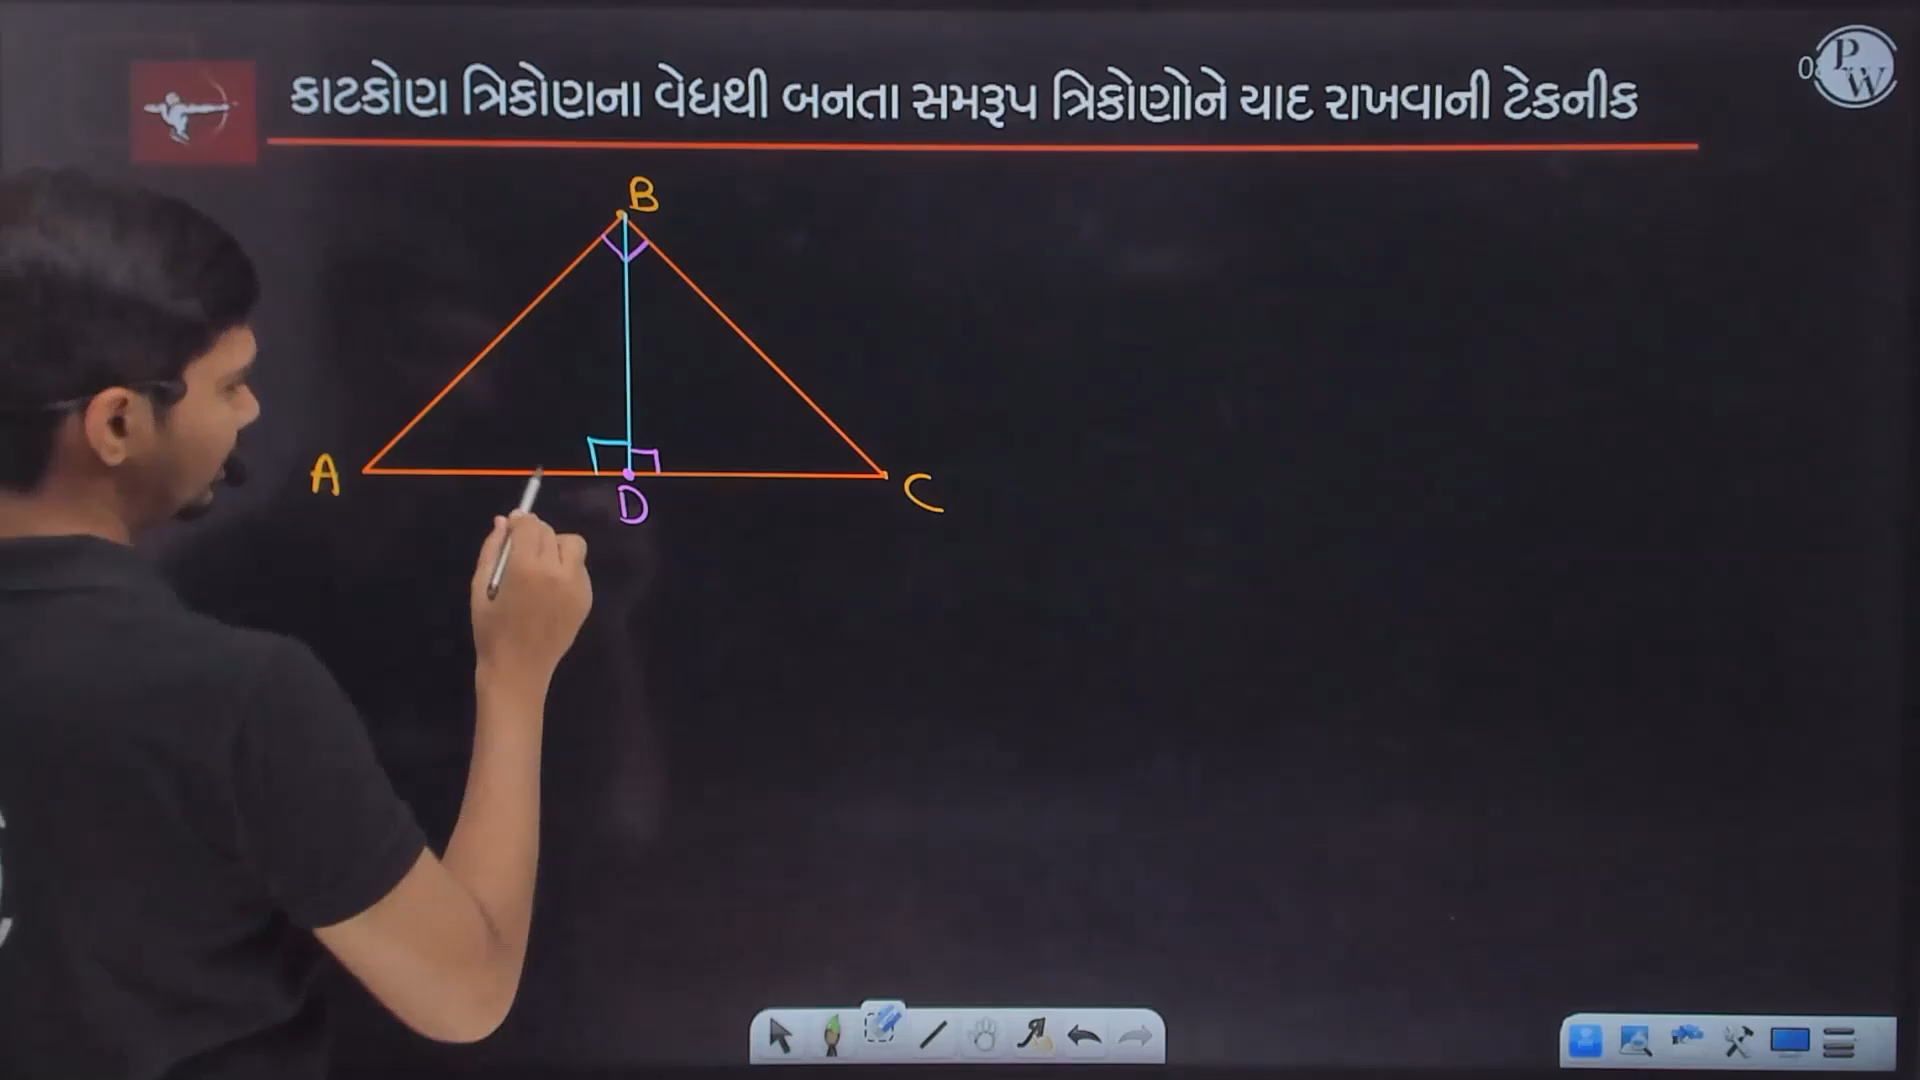 કાટકોણ ત્રિકોણના વેધથી બનતા સમરૂપ ત્રિકોણોને યાદ રાખવાની ટેકનીક
PW
B
A
D
C